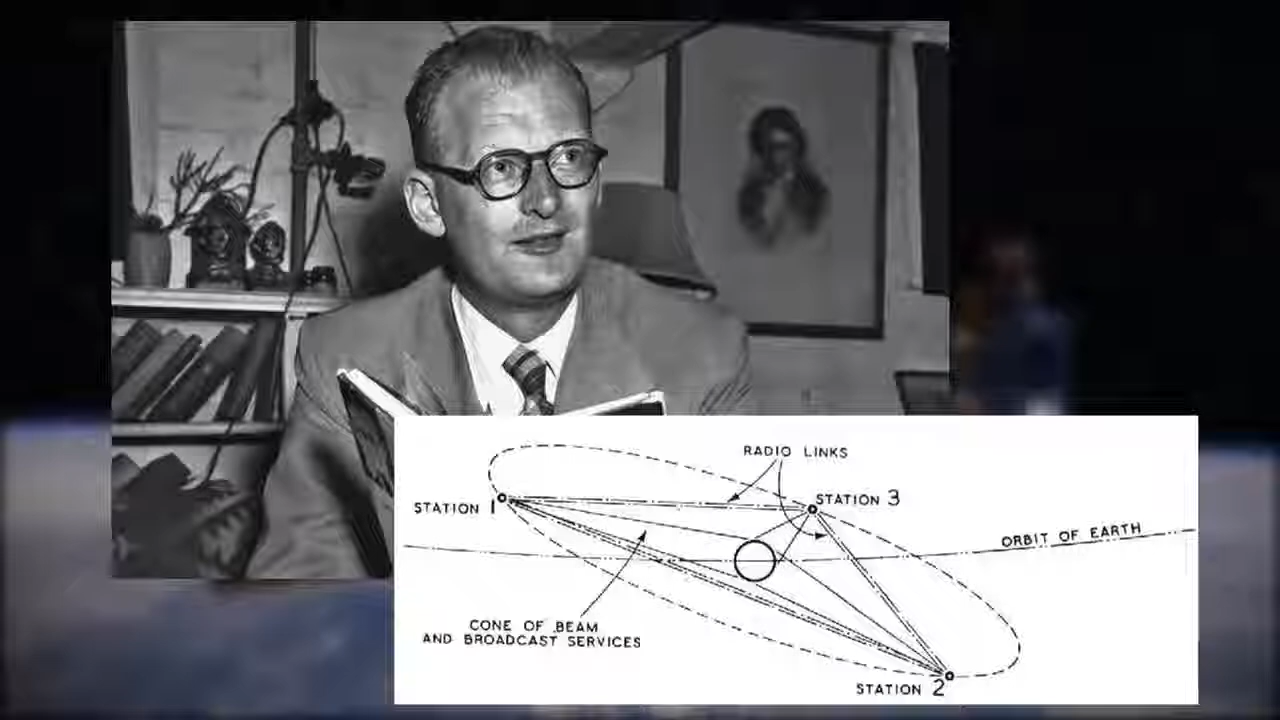 RADIO LINKS
STATION 1
STATION 3
ORBIT OF EARTH
CONE OF BEAM
AND BROADCAST SERVICES
STATION 2